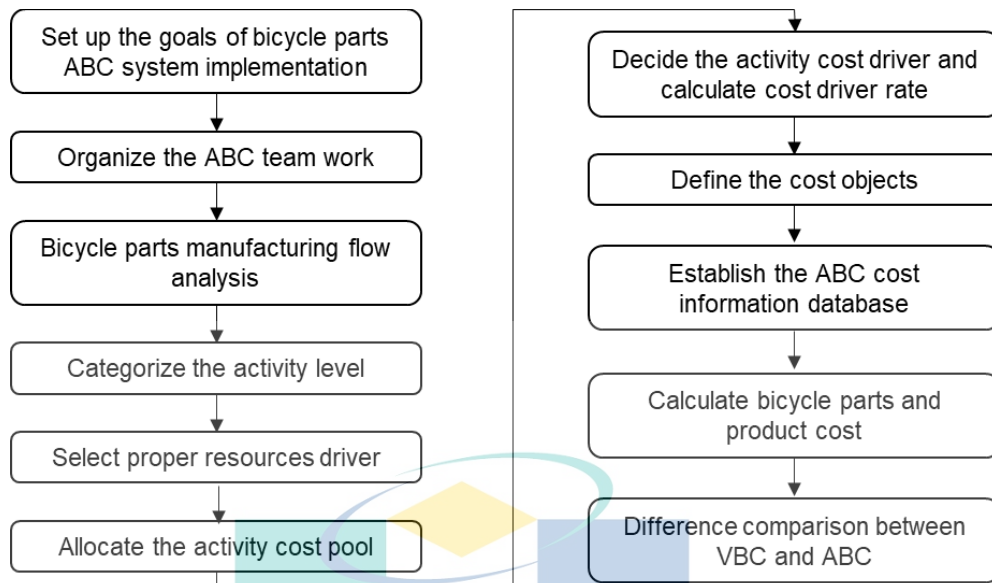 Set up the goals of bicycle parts
ABC system implementation
Organize the ABC team work
Bicycle parts manufacturing flow
analysis
Categorize the activity level
Select proper resources driver
Allocate the activity cost pool
Decide the activity cost driver and
calculate cost driver rate
Define the cost objects
Establish the ABC cost
information database
Calculate bicycle parts and
product cost
Difference comparison between
VBC and ABC